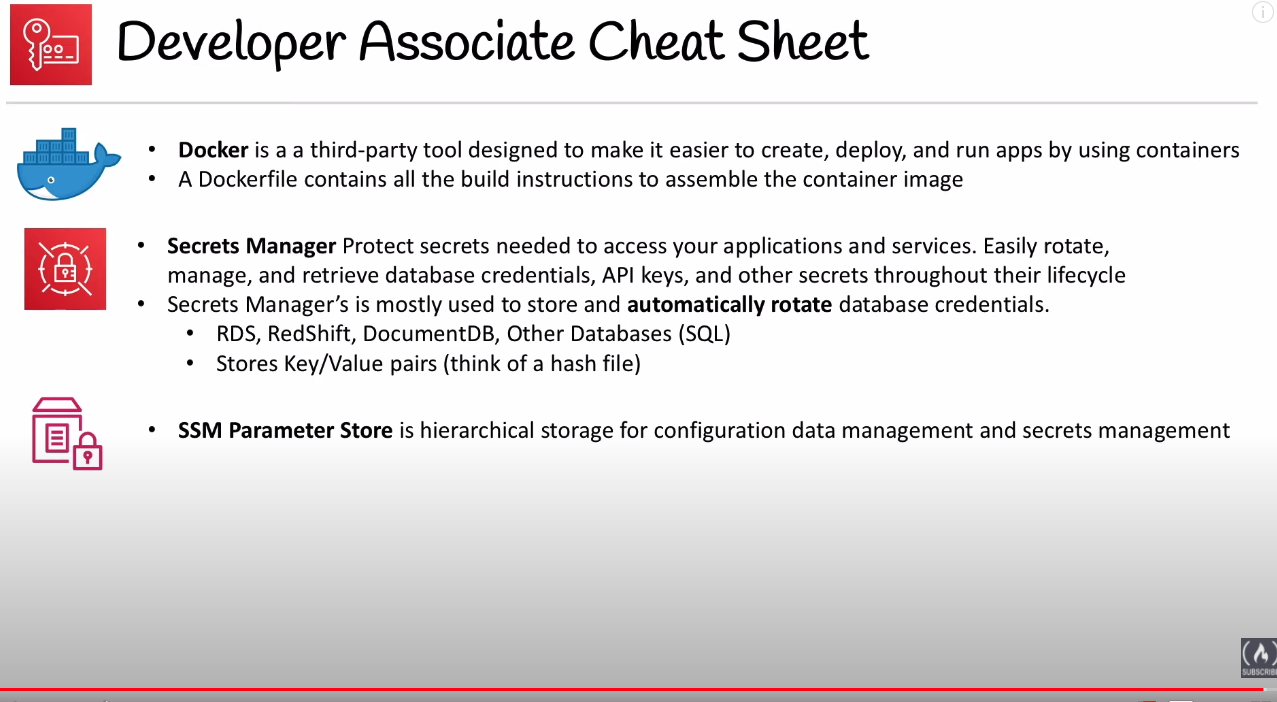 Developer Associate Cheat Sheet
• Docker is a a third-party tool designed to make it easier to create, deploy, and run apps by using containers
• A Dockerfile contains all the build instructions to assemble the container image
• Secrets Manager Protect secrets needed to access your applications and services. Easily rotate,
manage, and retrieve database credentials, API keys, and other secrets throughout their lifecycle
• Secrets Manager’s is mostly used to store and automatically rotate database credentials.
• RDS, RedShift, DocumentDB, Other Databases (SQL)
• Stores Key/Value pairs (think of a hash file)
• SSM Parameter Store is hierarchical storage for configuration data management and secrets management
SUBSCRIBE